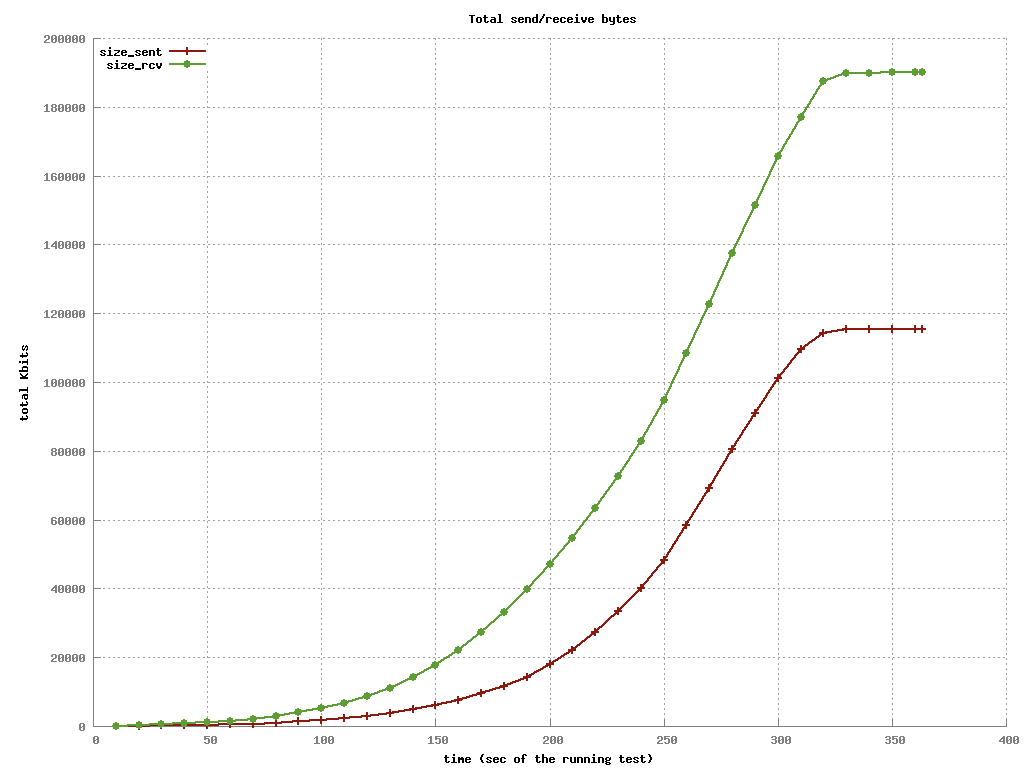 Total send/receive bytes
size_sent
size_rcv
200000
180000
160000
140000
120000
100000
80000
60000
40000
20000
0
total Kbits
0 50 100 150 200 250 300 350 400
time (sec of the running test)